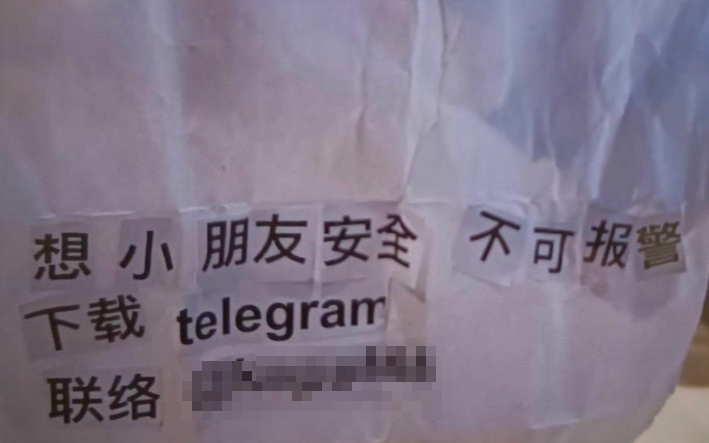 想小朋友安全 不可报警
下载 telegram
联络